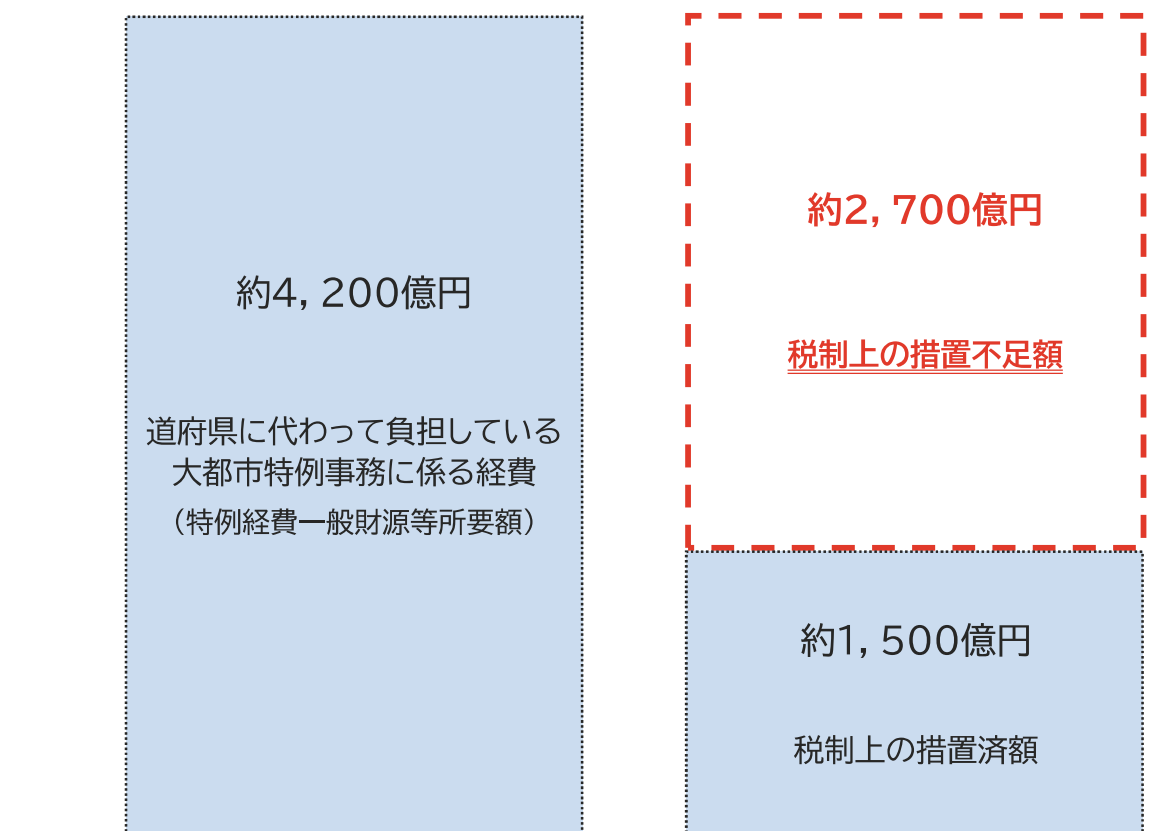 約4，200億円
道府県に代わって負担している
大都市特例事務に係る経費
（特例経費一般財源等所要額）
約2，700億円
税制上の措置不足額
約1，500億円
税制上の措置済額